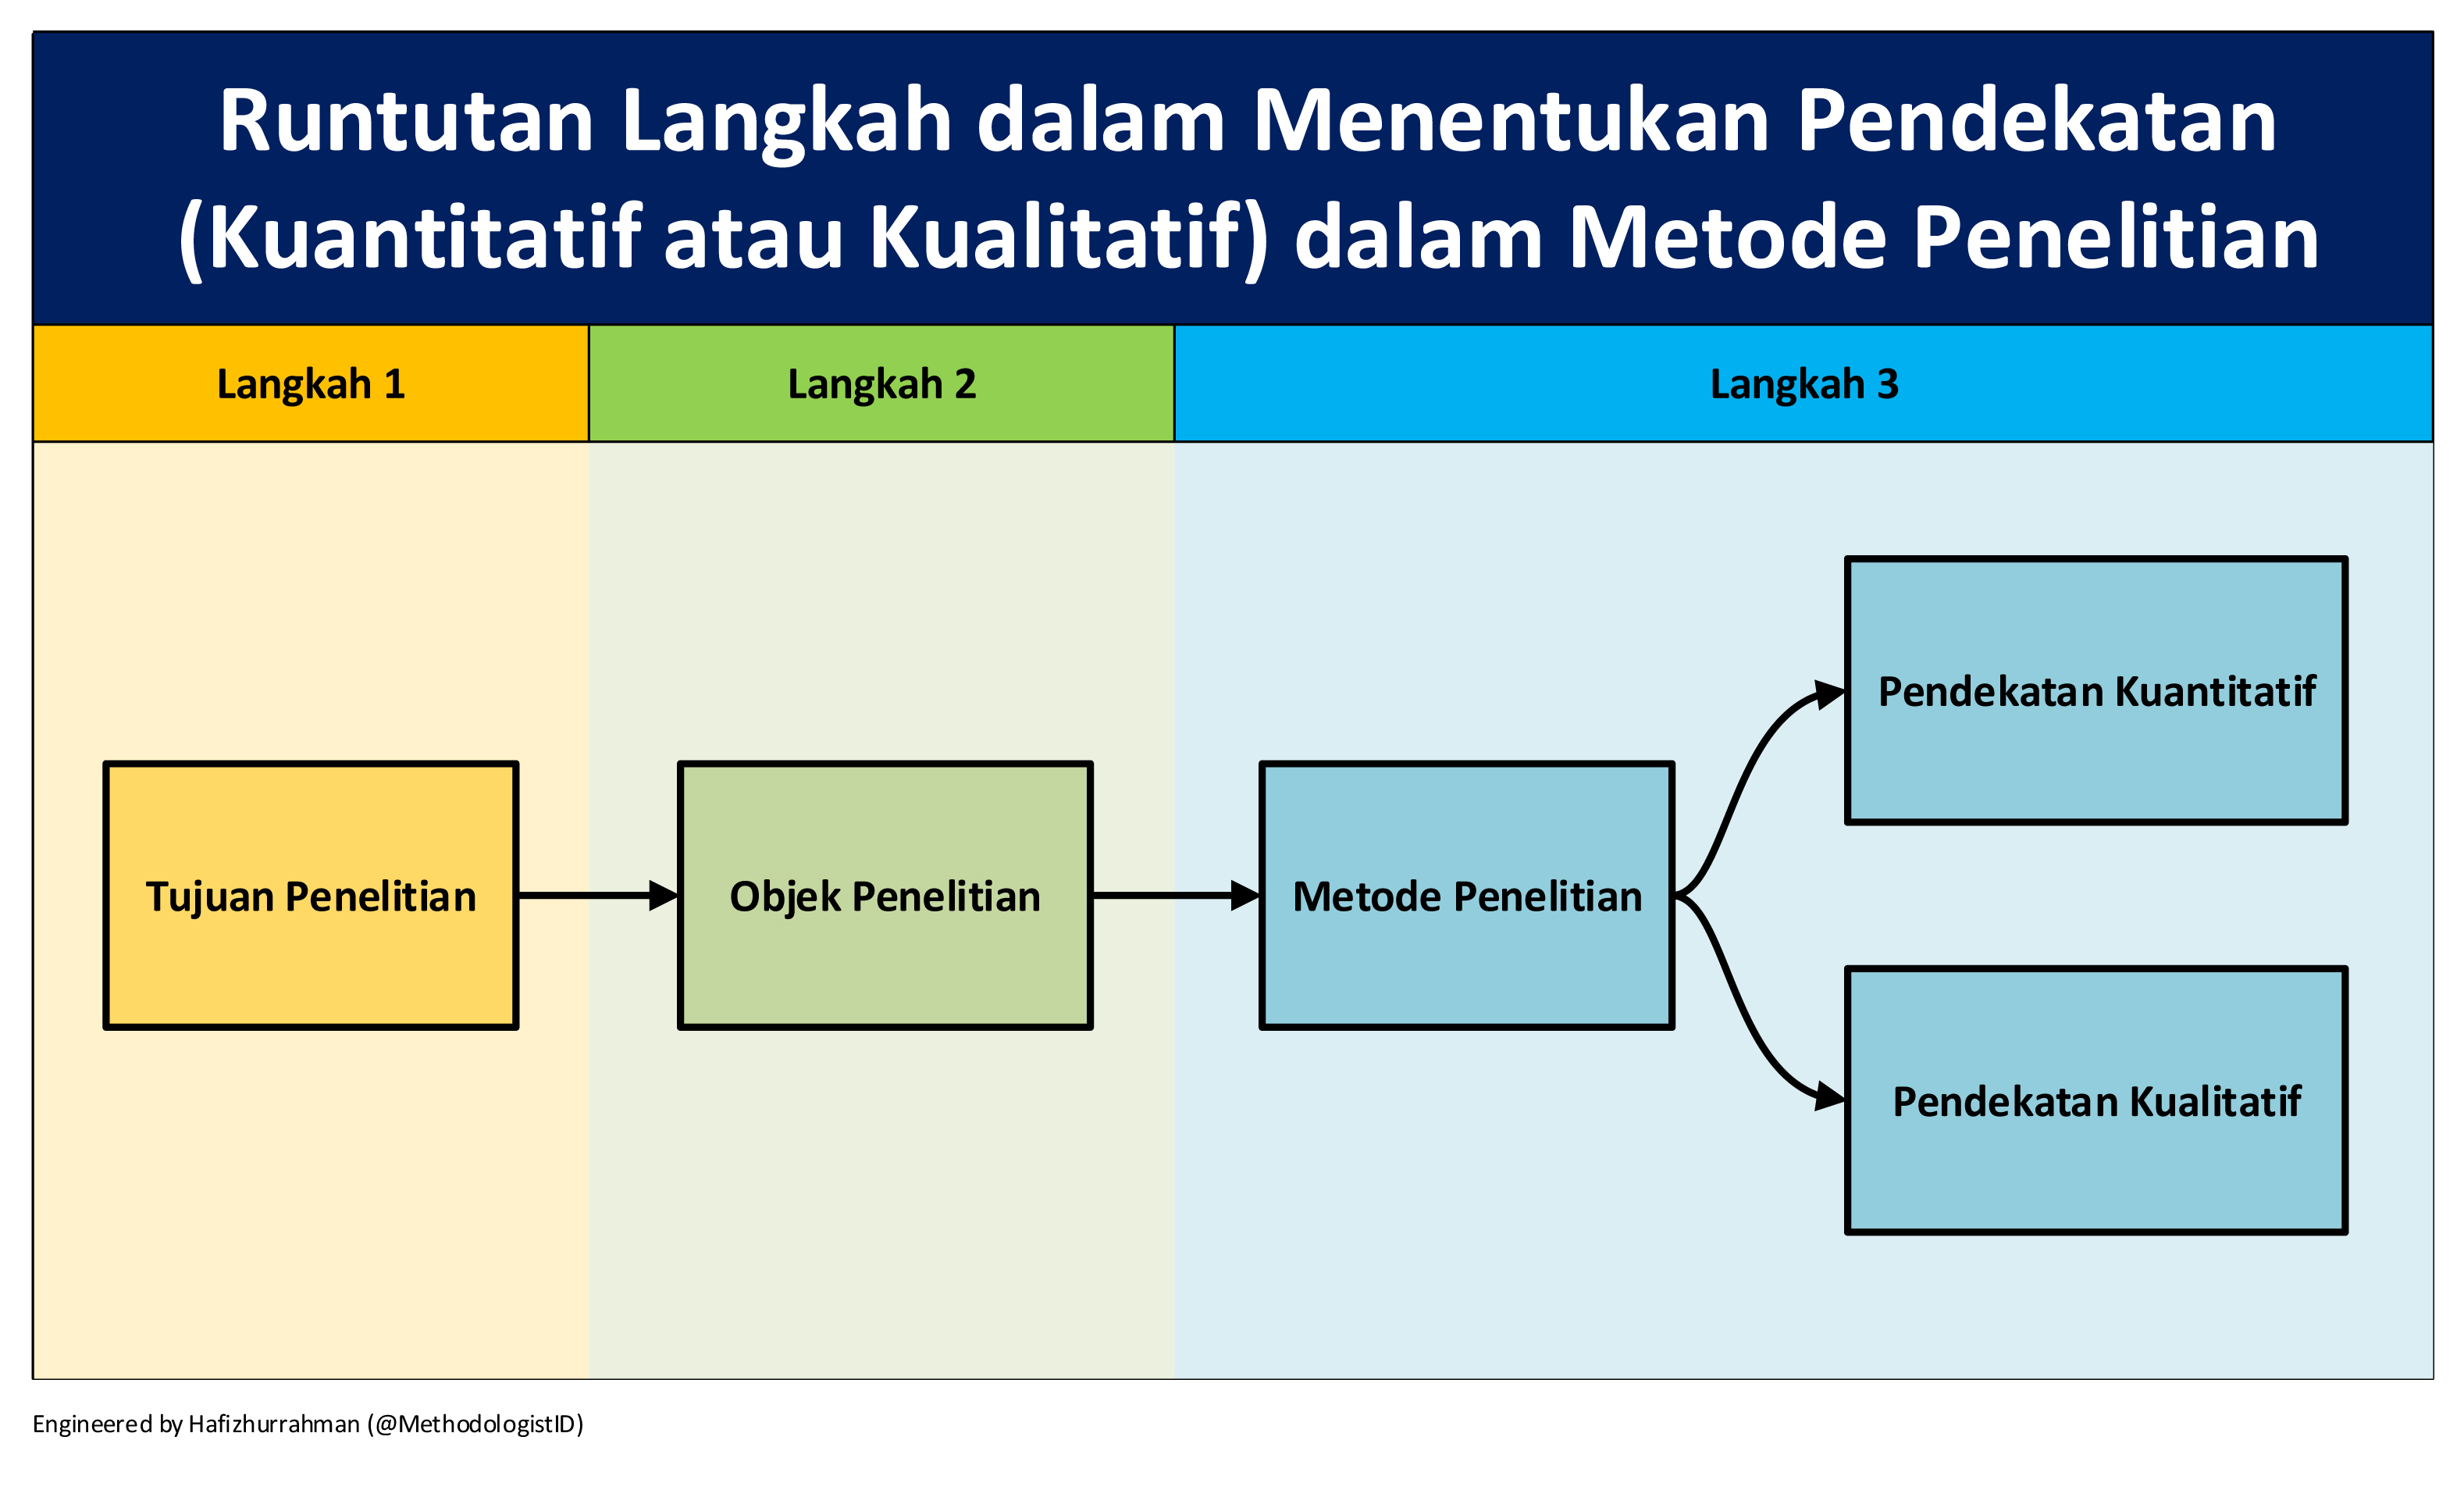 Runtutan Langkah dalam Menentukan Pendekatan
(Kuantitatif atau Kualitatif) dalam Metode Penelitian
Langkah 1
Langkah 2
Langkah 3
Tujuan Penelitian
Objek Penelitian
Metode Penelitian
Pendekatan Kuantitatif
Pendekatan Kualitatif
Engineered by Hafizhurrahman (@MethodologistID)